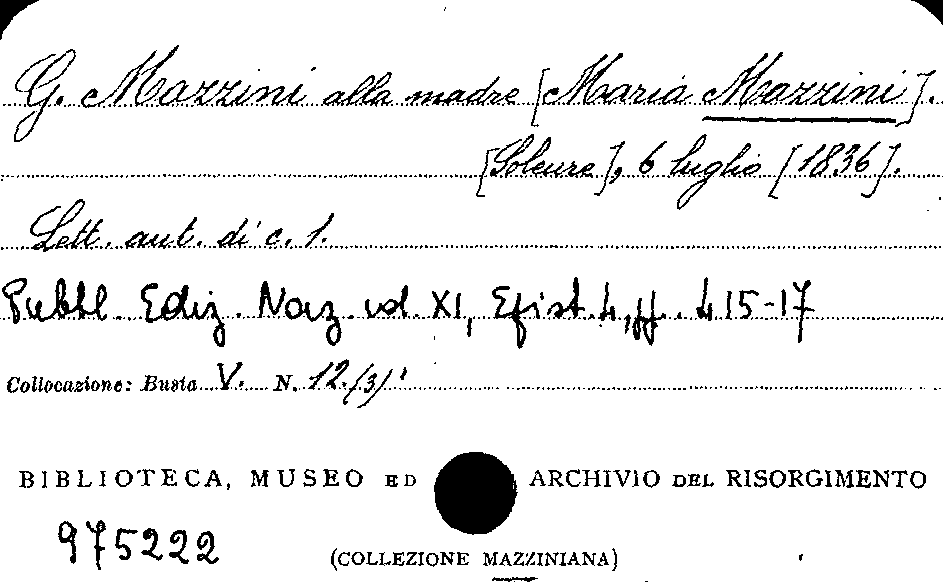 G. Mazzini alla madre [Maria Mazzini].
[Soleure], 6 luglio [1836].
Lett. aut. di c. 1.
Pubbl. Ediz. Naz. vol. XI, Epist. 4, pp. 415-17
Collocazione: Busta V. N. 12./3/
BIBLIOTECA, MUSEO ED ARCHIVIO DEL RISORGIMENTO
975222
(COLLEZIONE MAZZINIANA)